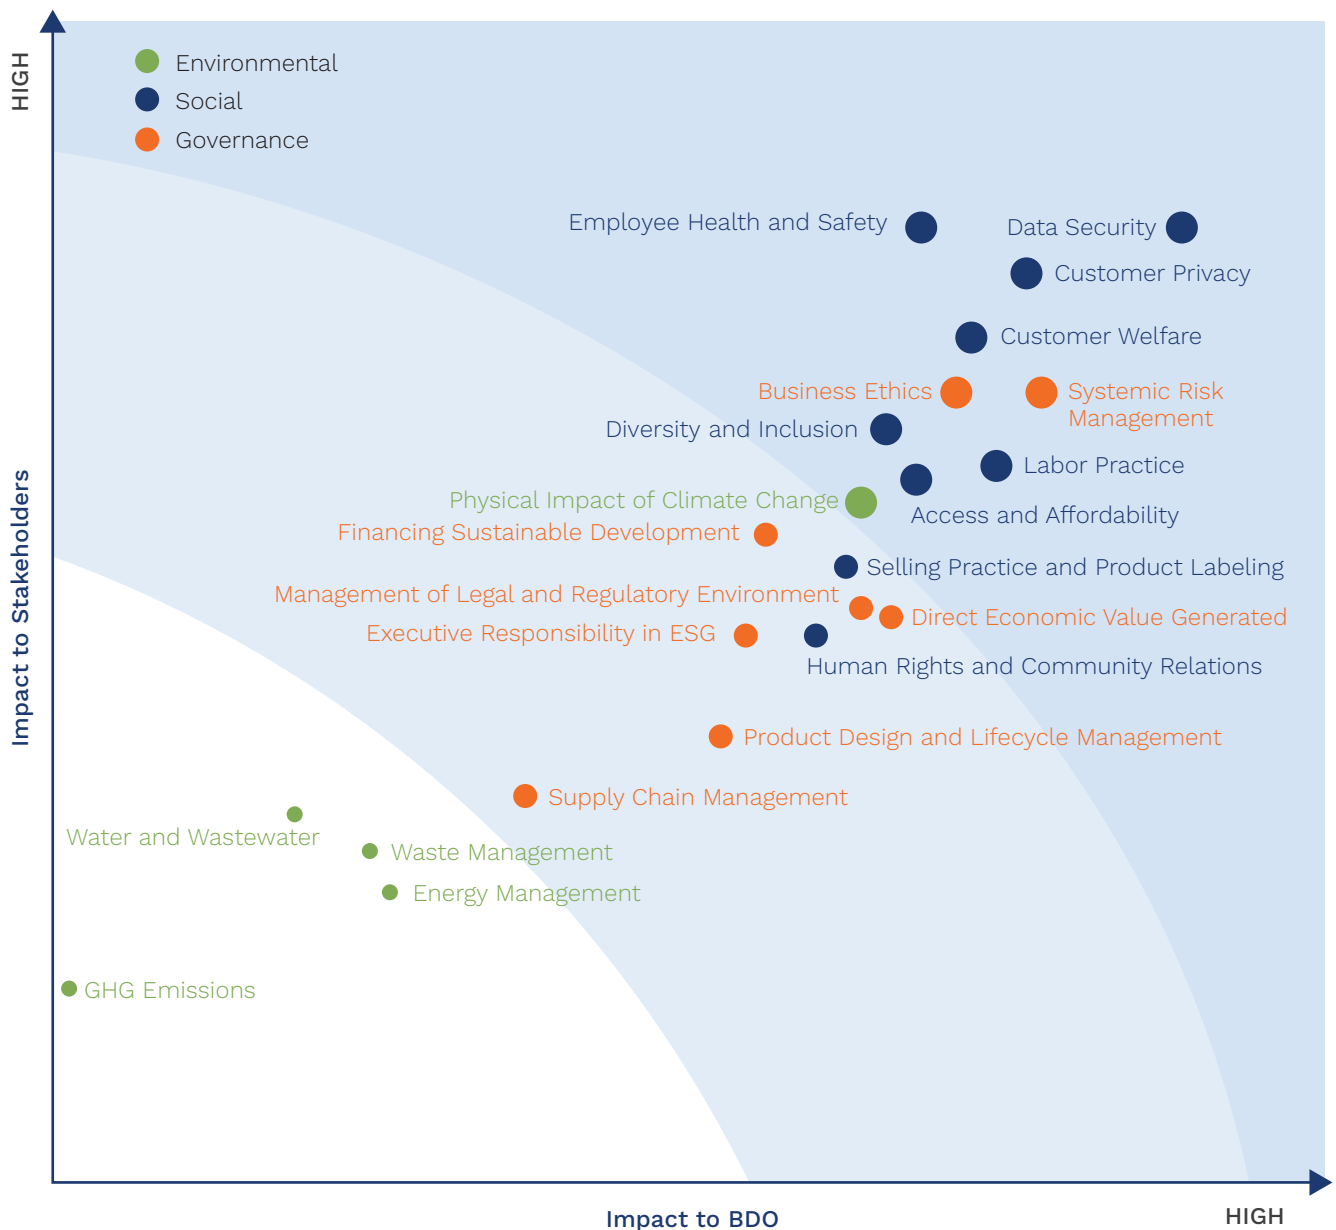 HIGH
Environmental
Social
Governance
Employee Health and Safety
Data Security
Customer Privacy
Customer Welfare
Business Ethics
Systemic Risk
Management
Diversity and Inclusion
Labor Practice
Physical Impact of Climate Change
Access and Affordability
Financing Sustainable Development
Selling Practice and Product Labeling
Management of Legal and Regulatory Environment
Direct Economic Value Generated
Executive Responsibility in ESG
Human Rights and Community Relations
Impact to Stakeholders
Product Design and Lifecycle Management
Supply Chain Management
Water and Wastewater
Waste Management
Energy Management
GHG Emissions
Impact to BDO
HIGH